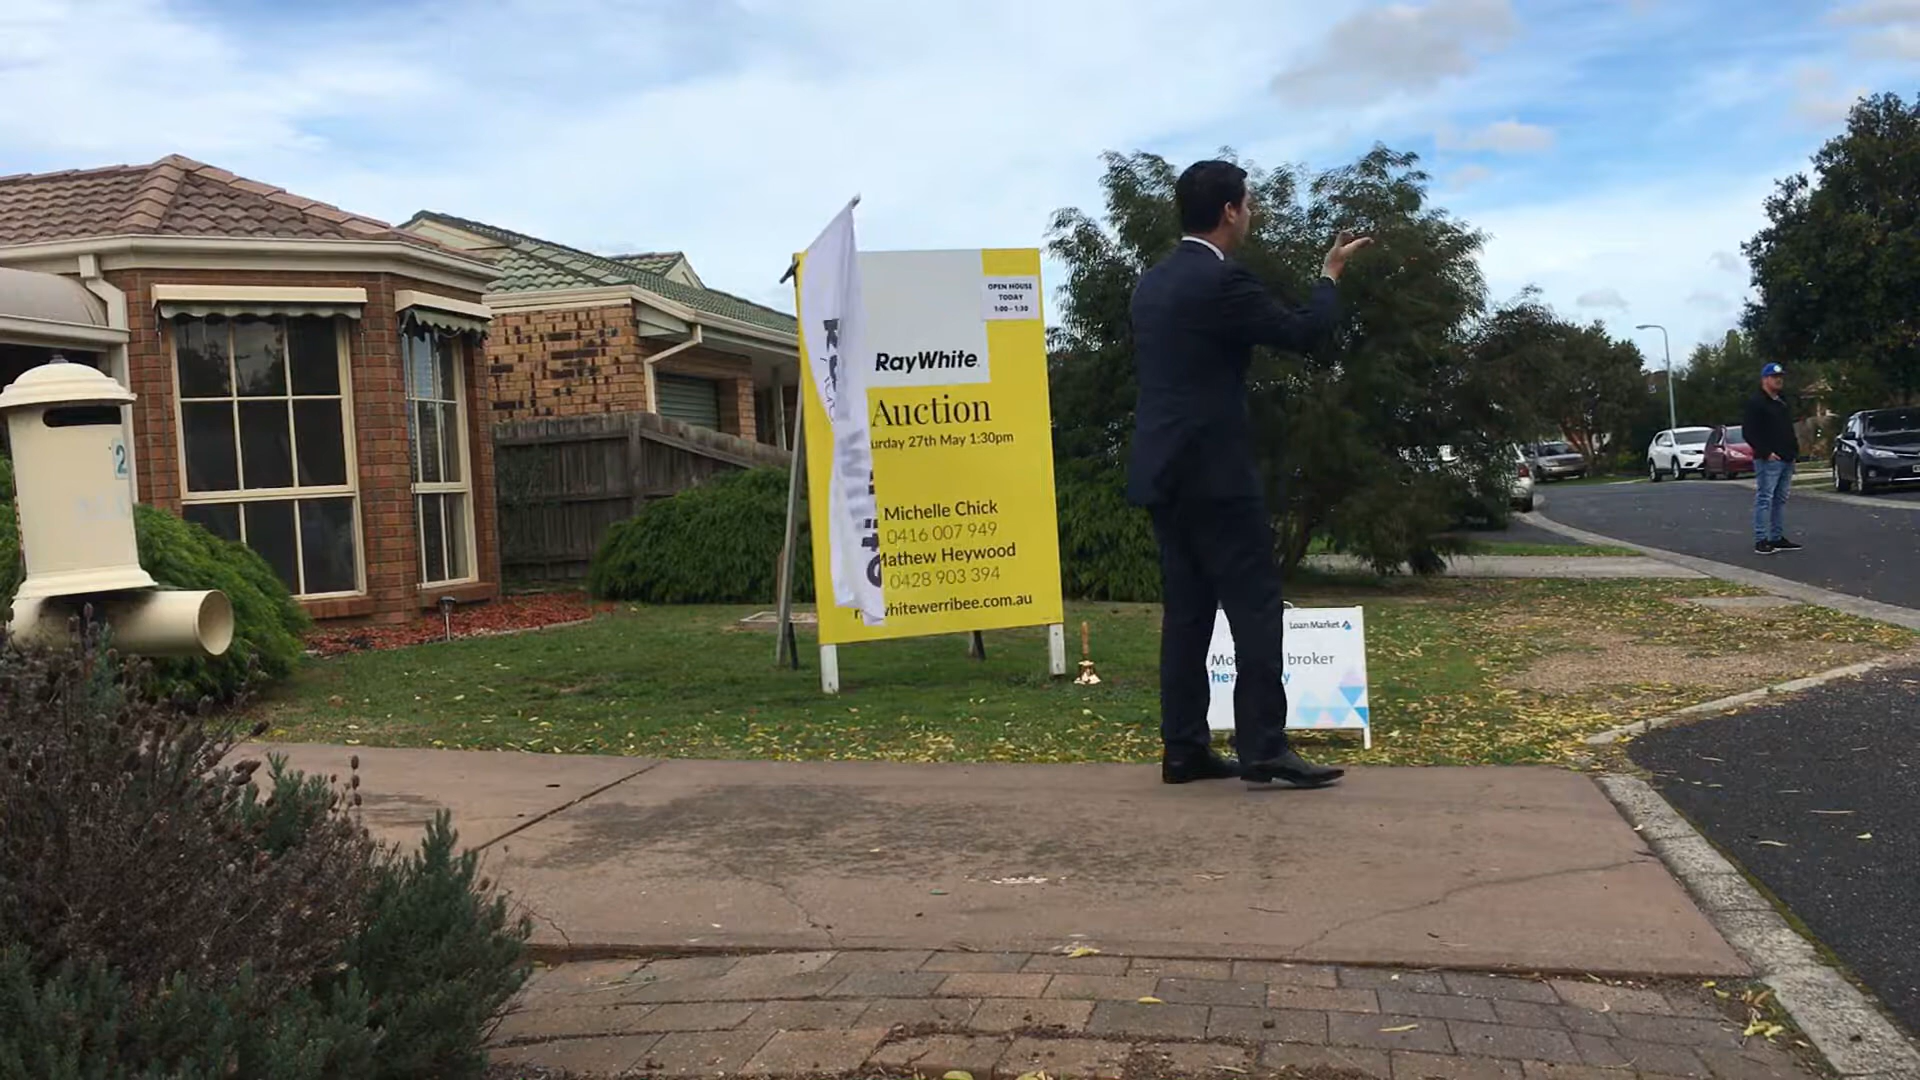 2
OPEN HOUSE
TODAY
1:00 - 1:30
RayWhite
Auction
urday 27th May 1:30pm
Michelle Chick
0416 007 949
Mathew Heywood
0428 903 394
whitewerribee.com.au
Loan Market
broker